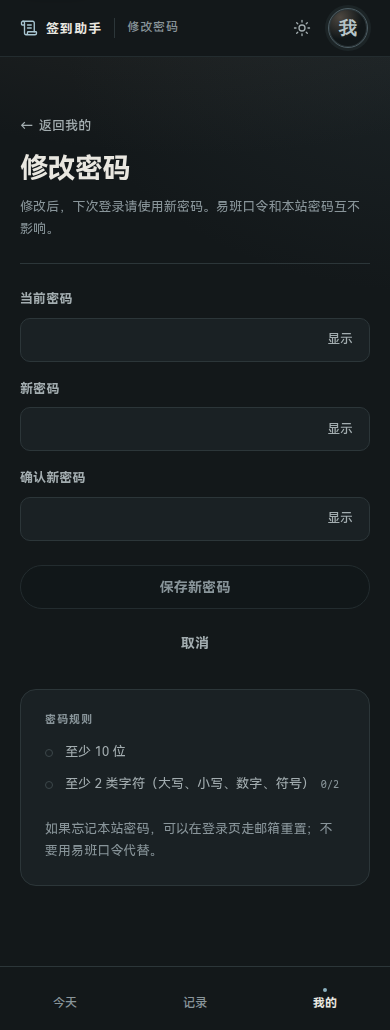 签到助手 修改密码 我
← 返回我的
修改密码
修改后，下次登录请使用新密码。易班口令和本站密码互不
影响。
当前密码
显示
新密码
显示
确认新密码
显示
保存新密码
取消
密码规则
至少 10 位
至少 2 类字符（大写、小写、数字、符号） 0/2
如果忘记本站密码，可以在登录页走邮箱重置；不
要用易班口令代替。
今天 记录 我的